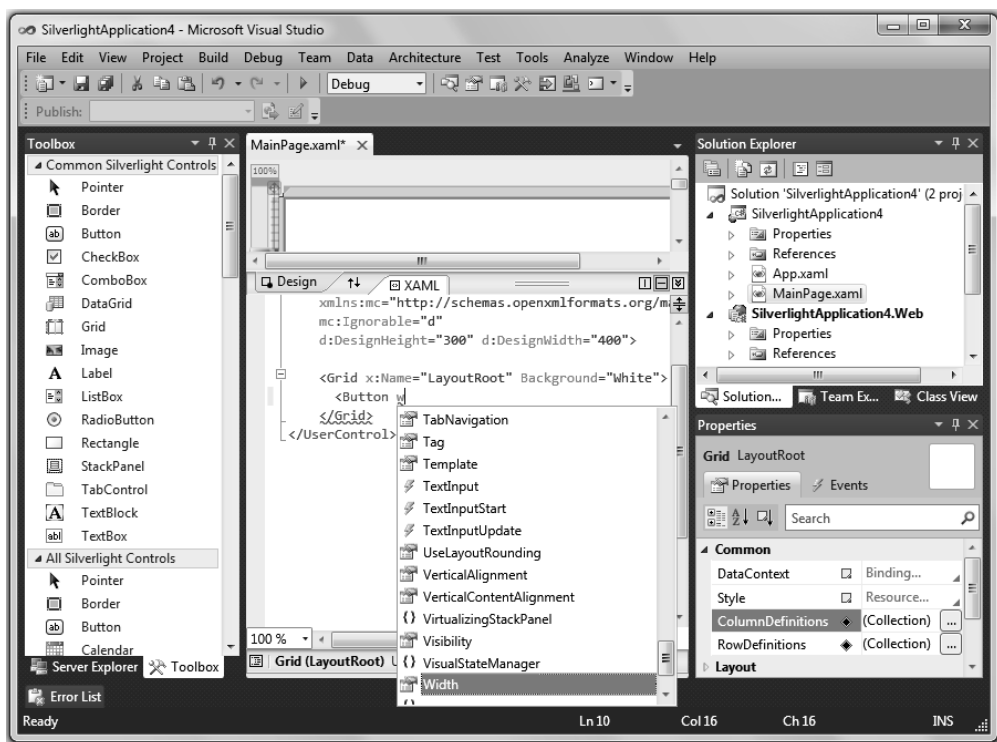 SilverlightApplication4 - Microsoft Visual Studio
File Edit View Project Build Debug Team Data Architecture Test Tools Analyze Window Help
Debug
Publish:
Toolbox
Common Silverlight Controls
Pointer
Border
Button
CheckBox
ComboBox
DataGrid
Grid
Image
Label
ListBox
RadioButton
Rectangle
StackPanel
TabControl
TextBlock
TextBox
All Silverlight Controls
Pointer
Border
Button
Calendar
Server Explorer Toolbox
MainPage.xaml*
100%
Design XAML
xmlns:mc="http://schemas.openxmlformats.org/ma
mc:Ignorable="d"
d:DesignHeight="300" d:DesignWidth="400">
<Grid x:Name="LayoutRoot" Background="White">
<Button w
</Grid>
</UserControl>
TabNavigation
Tag
Template
TextInput
TextInputStart
TextInputUpdate
UseLayoutRounding
VerticalAlignment
VerticalContentAlignment
VirtualizingStackPanel
Visibility
VisualStateManager
Width
100 %
Grid (LayoutRoot)
Solution Explorer
Solution 'SilverlightApplication4' (2 proj
SilverlightApplication4
Properties
References
App.xaml
MainPage.xaml
SilverlightApplication4.Web
Properties
References
Solution... Team Ex... Class View
Properties
Grid LayoutRoot
Properties Events
Search
Common
DataContext Binding...
Style Resource...
ColumnDefinitions (Collection) ...
RowDefinitions (Collection) ...
Layout
Error List
Ready Ln 10 Col 16 Ch 16 INS